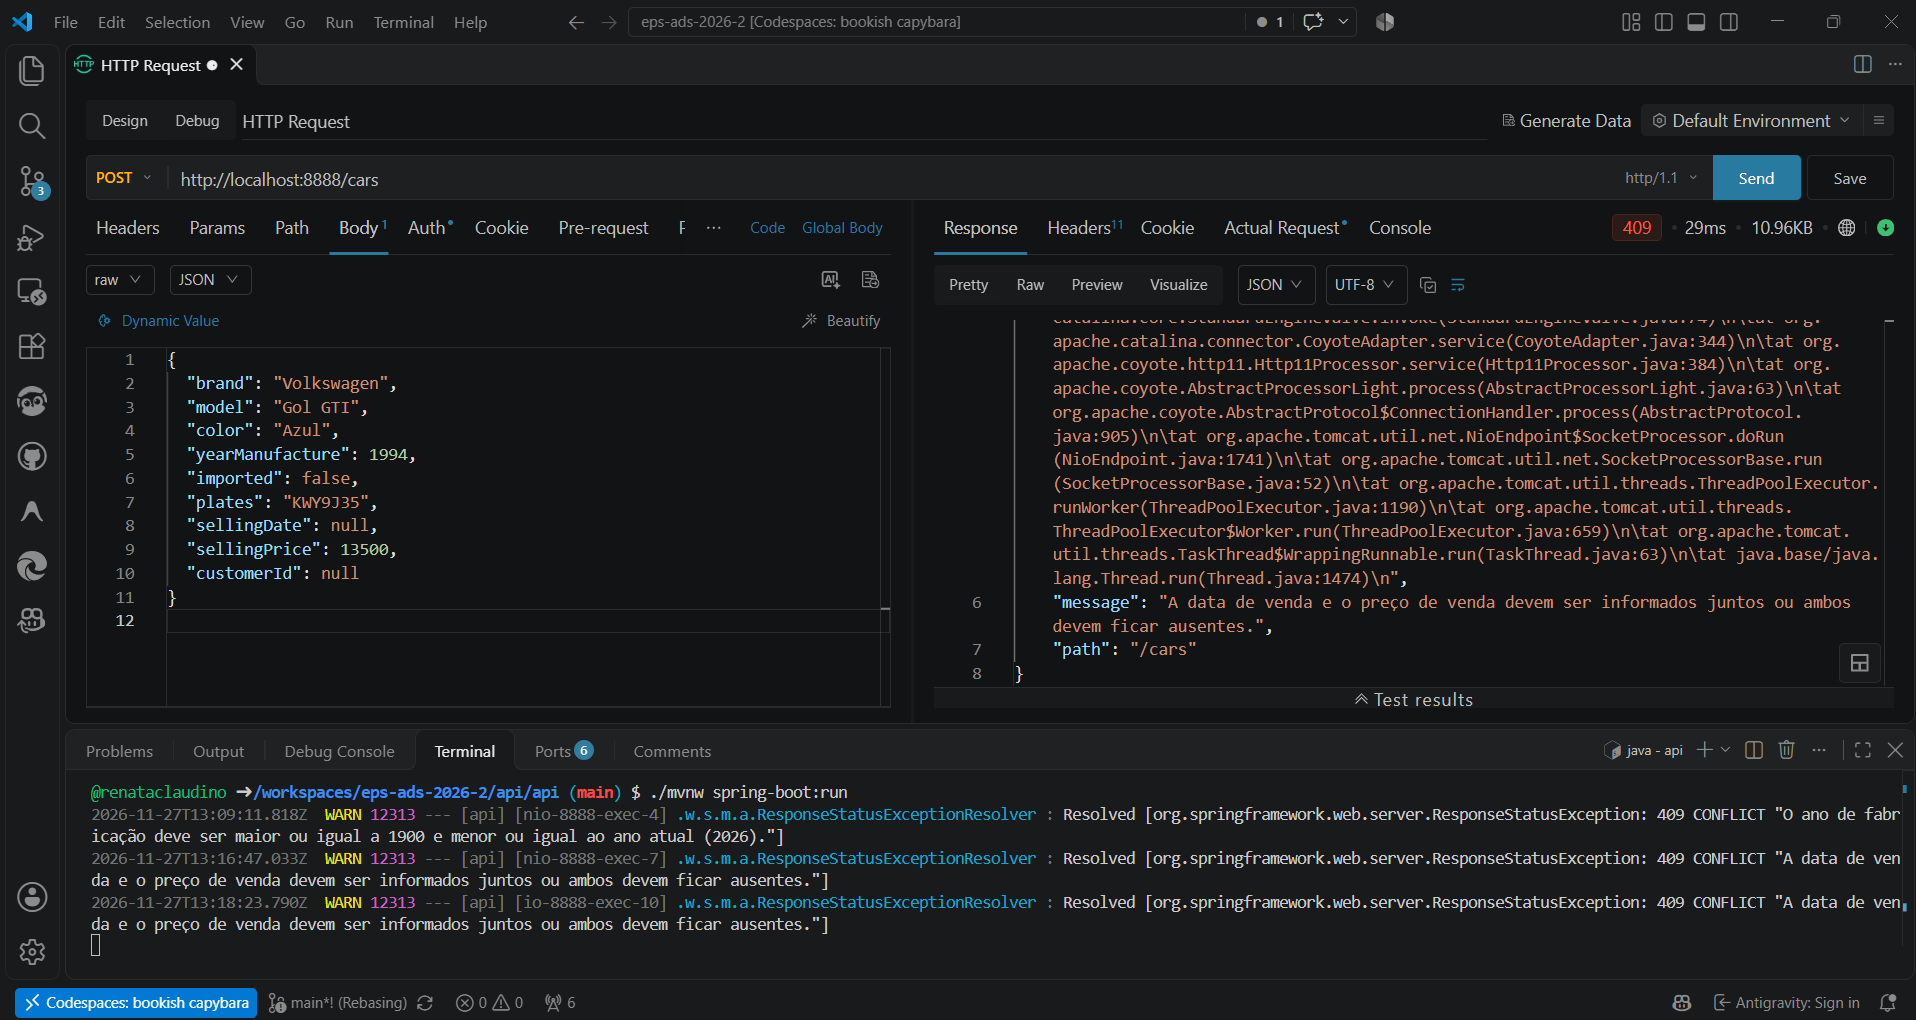 File Edit Selection View Go Run Terminal Help
eps-ads-2026-2 [Codespaces: bookish capybara]
1
HTTP HTTP Request
Design Debug HTTP Request
Generate Data Default Environment
POST http://localhost:8888/cars http/1.1 Send Save
Headers Params Path Body 1 Auth Cookie Pre-request ··· Code Global Body
raw JSON
Dynamic Value Beautify
1 {
2 "brand": "Volkswagen",
3 "model": "Gol GTI",
4 "color": "Azul",
5 "yearManufacture": 1994,
6 "imported": false,
7 "plates": "KWY9J35",
8 "sellingDate": null,
9 "sellingPrice": 13500,
10 "customerId": null
11 }
12
Response Headers 11 Cookie Actual Request Console 409 29ms 10.96KB
Pretty Raw Preview Visualize JSON UTF-8
catalina.core.StandardEngineValve.invoke(StandardEngineValve.java:74)\n\tat org.
apache.catalina.connector.CoyoteAdapter.service(CoyoteAdapter.java:344)\n\tat org.
apache.coyote.http11.Http11Processor.service(Http11Processor.java:384)\n\tat org.
apache.coyote.AbstractProcessorLight.process(AbstractProcessorLight.java:63)\n\tat
org.apache.coyote.AbstractProtocol$ConnectionHandler.process(AbstractProtocol.
java:905)\n\tat org.apache.tomcat.util.net.NioEndpoint$SocketProcessor.doRun
(NioEndpoint.java:1741)\n\tat org.apache.tomcat.util.net.SocketProcessorBase.run
(SocketProcessorBase.java:52)\n\tat org.apache.tomcat.util.threads.ThreadPoolExecutor.
runWorker(ThreadPoolExecutor.java:1190)\n\tat org.apache.tomcat.util.threads.
ThreadPoolExecutor$Worker.run(ThreadPoolExecutor.java:659)\n\tat org.apache.tomcat.
util.threads.TaskThread$WrappingRunnable.run(TaskThread.java:63)\n\tat java.base/java.
lang.Thread.run(Thread.java:1474)\n",
6 "message": "A data de venda e o preço de venda devem ser informados juntos ou ambos
devem ficar ausentes.",
7 "path": "/cars"
8 }
Test results
3
Problems Output Debug Console Terminal Ports 6 Comments
java - api
@renataclaudino ➜/workspaces/eps-ads-2026-2/api/api (main) $ ./mvnw spring-boot:run
2026-11-27T13:09:11.818Z WARN 12313 --- [api] [nio-8888-exec-4] .w.s.m.a.ResponseStatusExceptionResolver : Resolved [org.springframework.web.server.ResponseStatusException: 409 CONFLICT "O ano de fabr
icação deve ser maior ou igual a 1900 e menor ou igual ao ano atual (2026)."]
2026-11-27T13:16:47.033Z WARN 12313 --- [api] [nio-8888-exec-7] .w.s.m.a.ResponseStatusExceptionResolver : Resolved [org.springframework.web.server.ResponseStatusException: 409 CONFLICT "A data de ven
da e o preço de venda devem ser informados juntos ou ambos devem ficar ausentes."]
2026-11-27T13:18:23.790Z WARN 12313 --- [api] [io-8888-exec-10] .w.s.m.a.ResponseStatusExceptionResolver : Resolved [org.springframework.web.server.ResponseStatusException: 409 CONFLICT "A data de ven
da e o preço de venda devem ser informados juntos ou ambos devem ficar ausentes."]
Codespaces: bookish capybara main*! (Rebasing) 0 0 6 Antigravity: Sign in